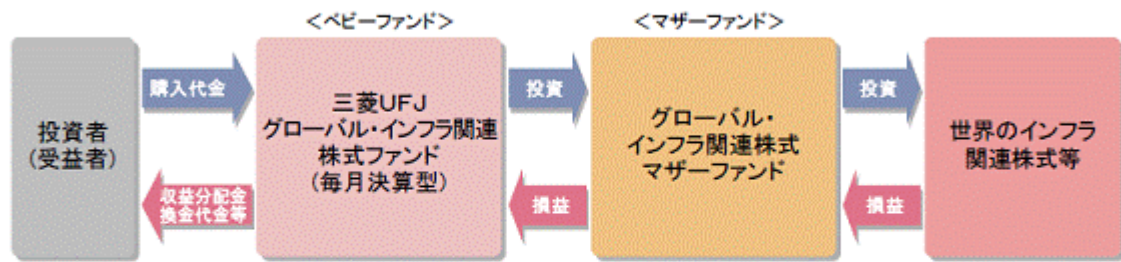 ＜ベビーファンド＞
＜マザーファンド＞
投資者
(受益者)
購入代金
収益分配金
換金代金等
三菱ＵＦＪ
グローバル・インフラ関連
株式ファンド
(毎月決算型)
投資
損益
グローバル・
インフラ関連株式
マザーファンド
投資
損益
世界のインフラ
関連株式等